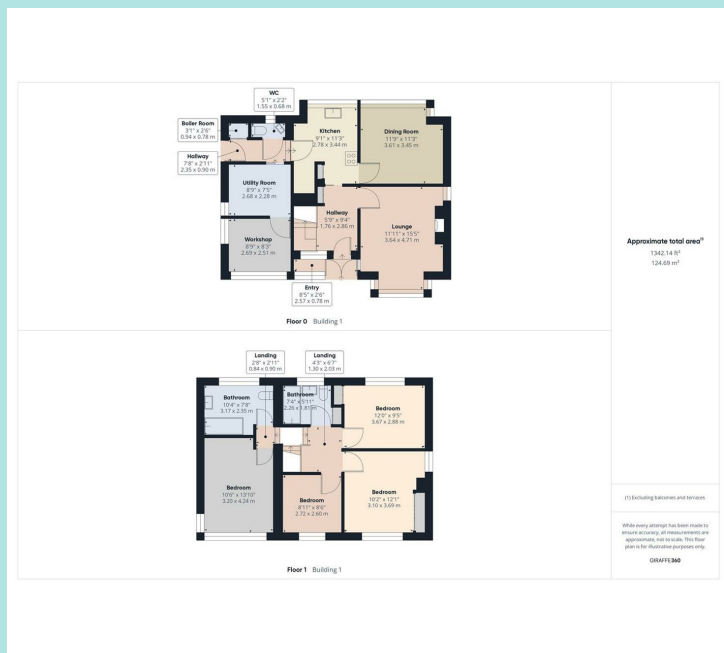 WC
5'1" x 2'2"
1.55 x 0.68 m
Boiler Room
3'1" x 2'6"
0.94 x 0.78 m
Hallway
7'8" x 2'11"
2.35 x 0.90 m
Kitchen
9'1" x 11'3"
2.78 x 3.44 m
Dining Room
11'9" x 11'3"
3.61 x 3.45 m
Utility Room
8'9" x 7'5"
2.68 x 2.28 m
Hallway
5'9" x 9'4"
1.76 x 2.86 m
Lounge
11'11" x 15'5"
3.64 x 4.71 m
Workshop
8'9" x 8'3"
2.69 x 2.51 m
Entry
8'5" x 2'6"
2.57 x 0.78 m
Floor 0 Building 1
Landing
2'8" x 2'11"
0.84 x 0.90 m
Landing
4'3" x 6'7"
1.30 x 2.03 m
Bathroom
10'4" x 7'8"
3.17 x 2.35 m
Bathroom
7'4" x 5'11"
2.26 x 1.81 m
Bedroom
12'0" x 9'5"
3.67 x 2.88 m
Bedroom
10'6" x 13'10"
3.20 x 4.24 m
Bedroom
8'11" x 8'6"
2.72 x 2.60 m
Bedroom
10'2" x 12'1"
3.10 x 3.69 m
Floor 1 Building 1
Approximate total area⁽¹⁾
1342.14 ft²
124.69 m²
(1) Excluding balconies and terraces
While every attempt has been made to
ensure accuracy, all measurements are
approximate, not to scale. This floor
plan is for illustrative purposes only.
GIRAFFE360